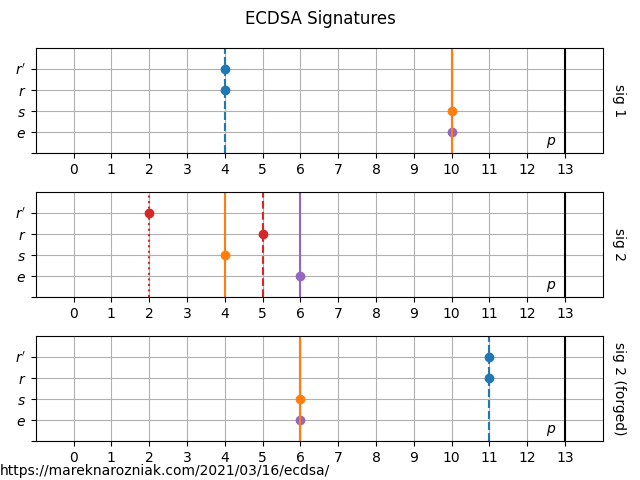 ECDSA Signatures
r′
r
s
e
p
sig 1
0 1 2 3 4 5 6 7 8 9 10 11 12 13
r′
r
s
e
p
sig 2
0 1 2 3 4 5 6 7 8 9 10 11 12 13
r′
r
s
e
p
sig 2 (forged)
0 1 2 3 4 5 6 7 8 9 10 11 12 13
https://mareknarozniak.com/2021/03/16/ecdsa/